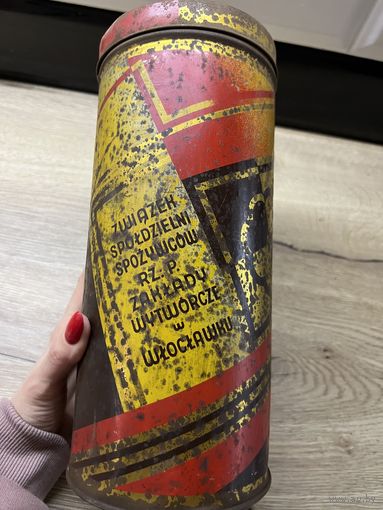 ZWIĄZEK
SPÓŁDZIELNI
SPOŻYWCÓW
RZ. P.
ZAKŁADY
WYTWÓRCZE
w
WŁOCŁAWKU